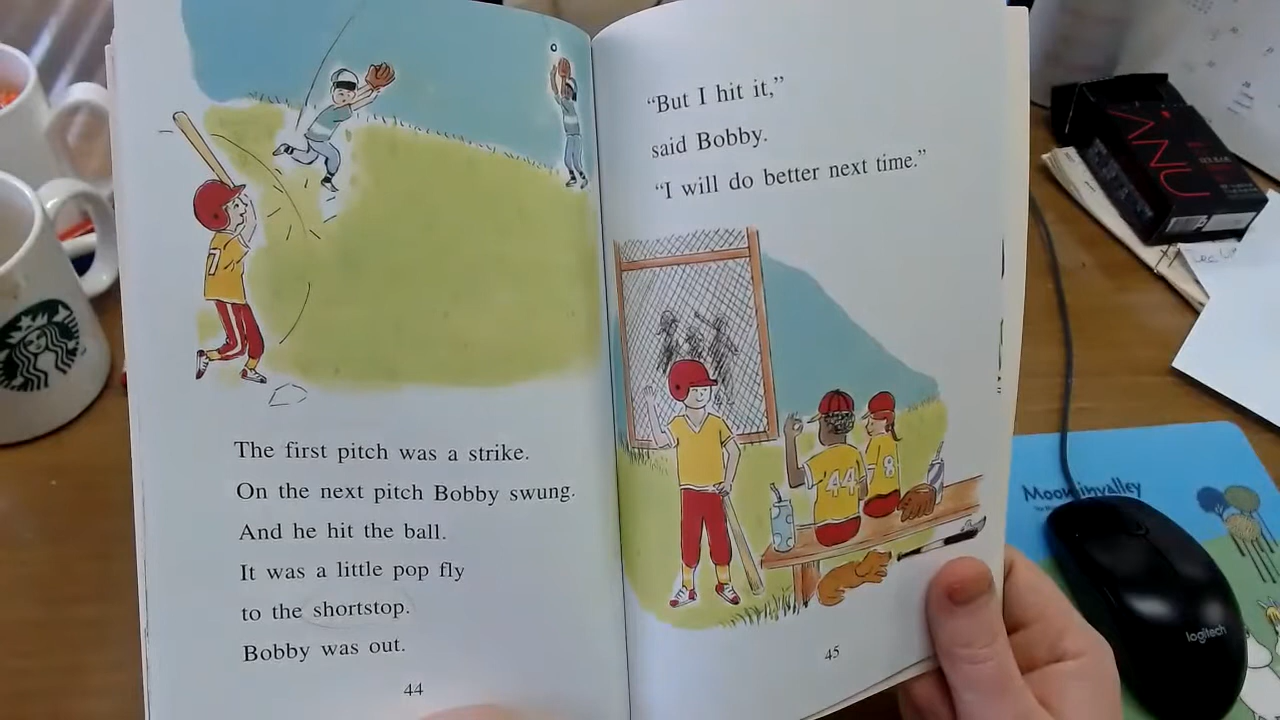 The first pitch was a strike.
On the next pitch Bobby swung.
And he hit the ball.
It was a little pop fly
to the shortstop.
Bobby was out.
44
7
“But I hit it,”
said Bobby.
“I will do better next time.”
44
8
45
Moominvalley
logitech